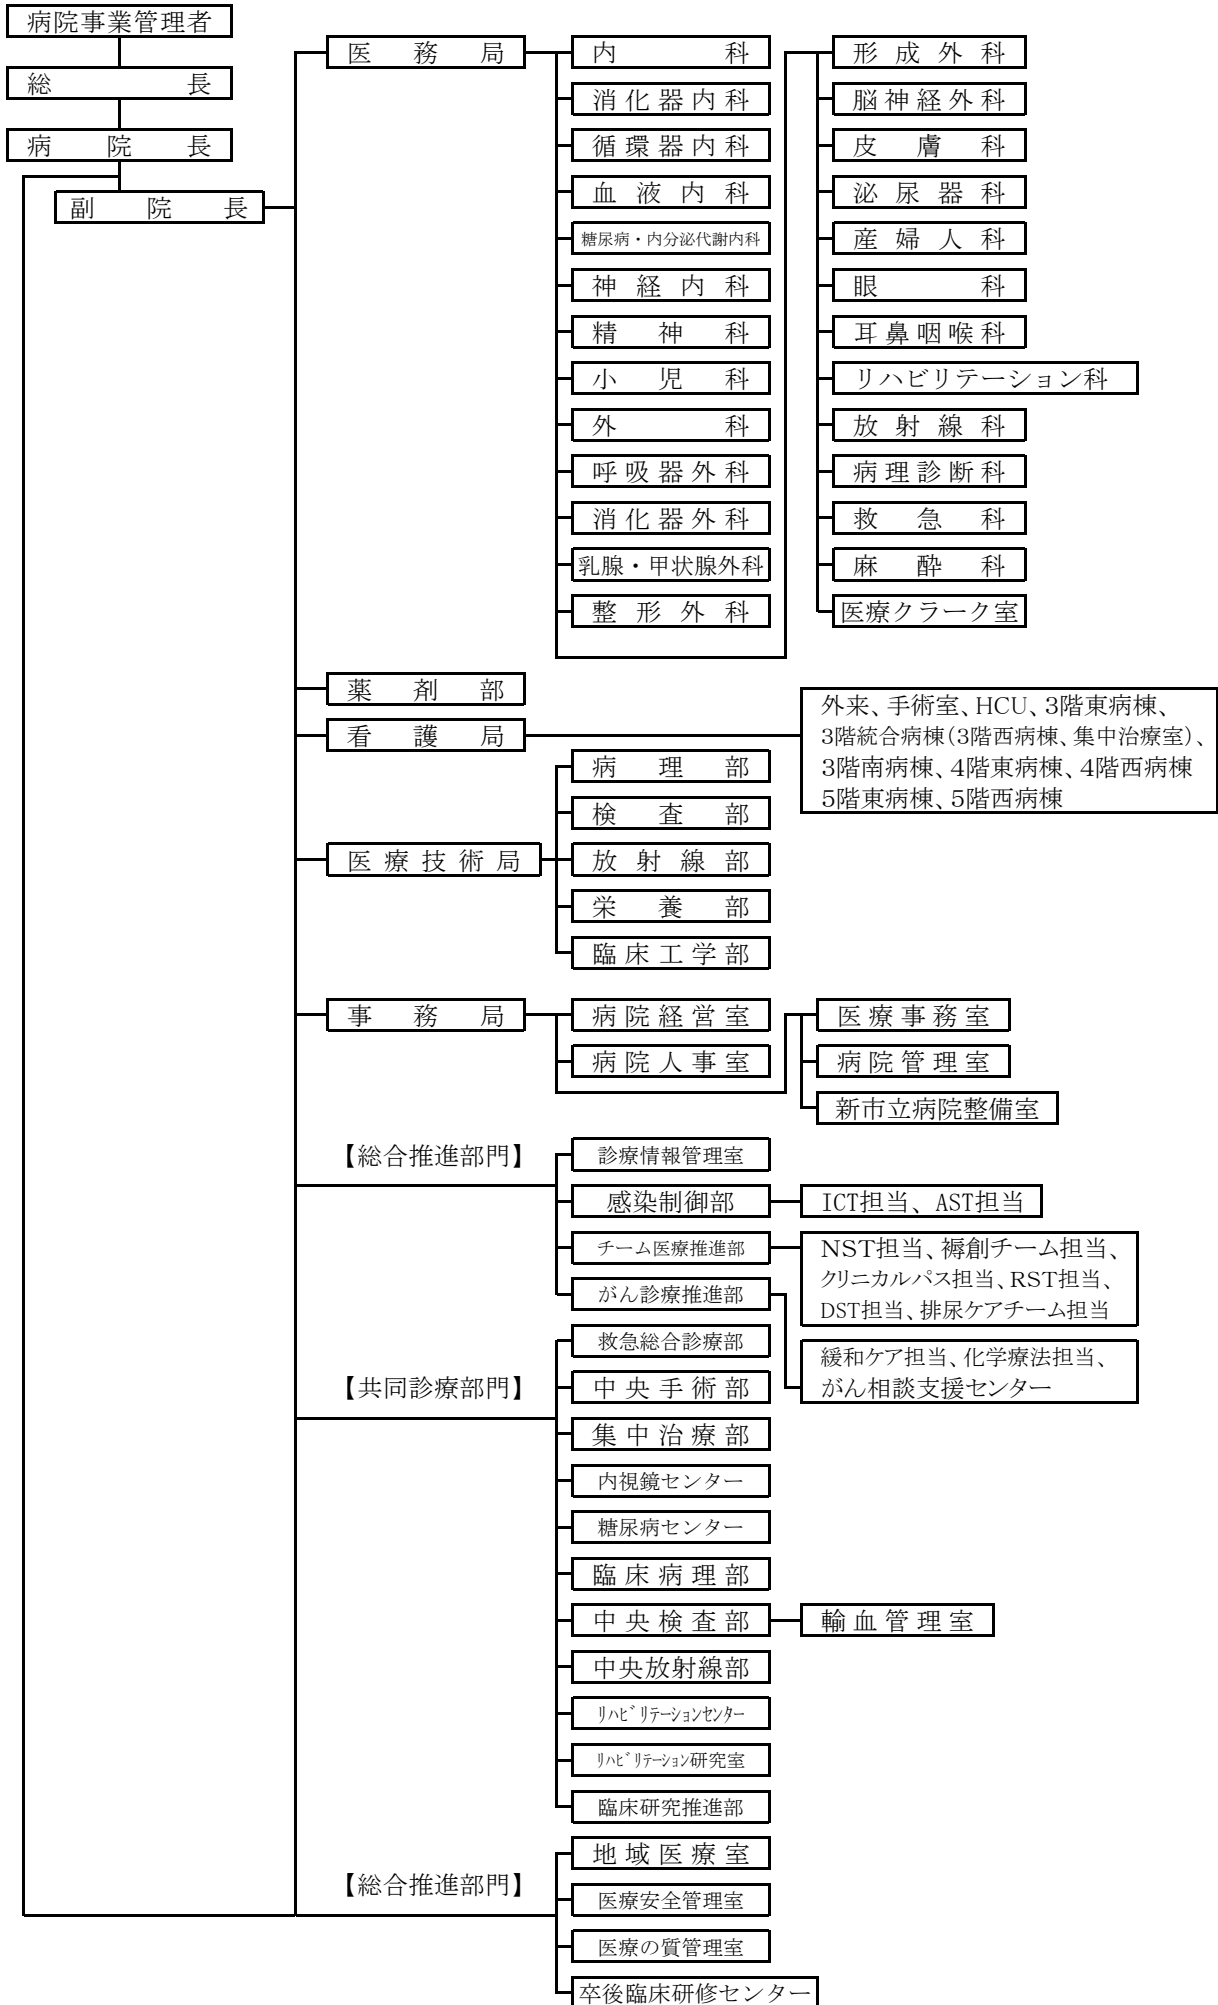 病院事業管理者
総長
病院長
副院長
医務局
内科
消化器内科
循環器内科
血液内科
糖尿病・内分泌代謝内科
神経内科
精神科
小児科
外科
呼吸器外科
消化器外科
乳腺・甲状腺外科
整形外科
形成外科
脳神経外科
皮膚科
泌尿器科
産婦人科
眼科
耳鼻咽喉科
リハビリテーション科
放射線科
病理診断科
救急科
麻酔科
医療クラーク室
薬剤部
看護局
外来、手術室、HCU、3階東病棟、
3階統合病棟（3階西病棟、集中治療室）、
3階南病棟、4階東病棟、4階西病棟
5階東病棟、5階西病棟
医療技術局
病理部
検査部
放射線部
栄養部
臨床工学部
事務局
病院経営室
病院人事室
医療事務室
病院管理室
新市立病院整備室
【総合推進部門】
診療情報管理室
感染制御部
ICT担当、AST担当
チーム医療推進部
NST担当、褥創チーム担当、
クリニカルパス担当、RST担当、
DST担当、排尿ケアチーム担当
がん診療推進部
緩和ケア担当、化学療法担当、
がん相談支援センター
【共同診療部門】
救急総合診療部
中央手術部
集中治療部
内視鏡センター
糖尿病センター
臨床病理部
中央検査部
輸血管理室
中央放射線部
ﾘﾊﾋﾞﾘﾃｰｼｮﾝｾﾝﾀｰ
ﾘﾊﾋﾞﾘﾃｰｼｮﾝ研究室
臨床研究推進部
【総合推進部門】
地域医療室
医療安全管理室
医療の質管理室
卒後臨床研修センター